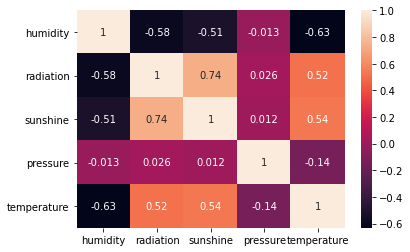 humidity 1 -0.58 -0.51 -0.013 -0.63
radiation -0.58 1 0.74 0.026 0.52
sunshine -0.51 0.74 1 0.012 0.54
pressure -0.013 0.026 0.012 1 -0.14
temperature -0.63 0.52 0.54 -0.14 1
humidity radiation sunshine pressure temperature
1.0
0.8
0.6
0.4
0.2
0.0
-0.2
-0.4
-0.6